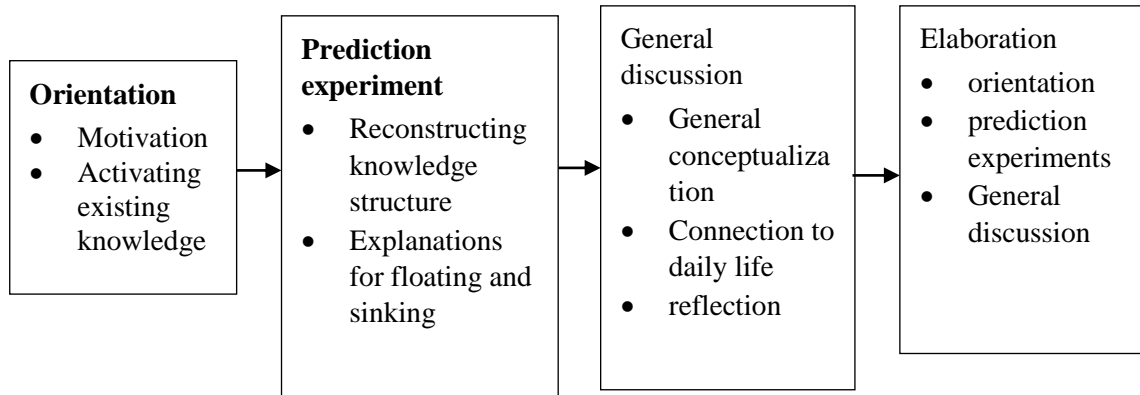 Orientation
• Motivation
• Activating
existing
knowledge
Prediction
experiment
• Reconstructing
knowledge
structure
• Explanations
for floating and
sinking
General
discussion
• General
conceptualiza
tion
• Connection to
daily life
• reflection
Elaboration
• orientation
• prediction
experiments
• General
discussion